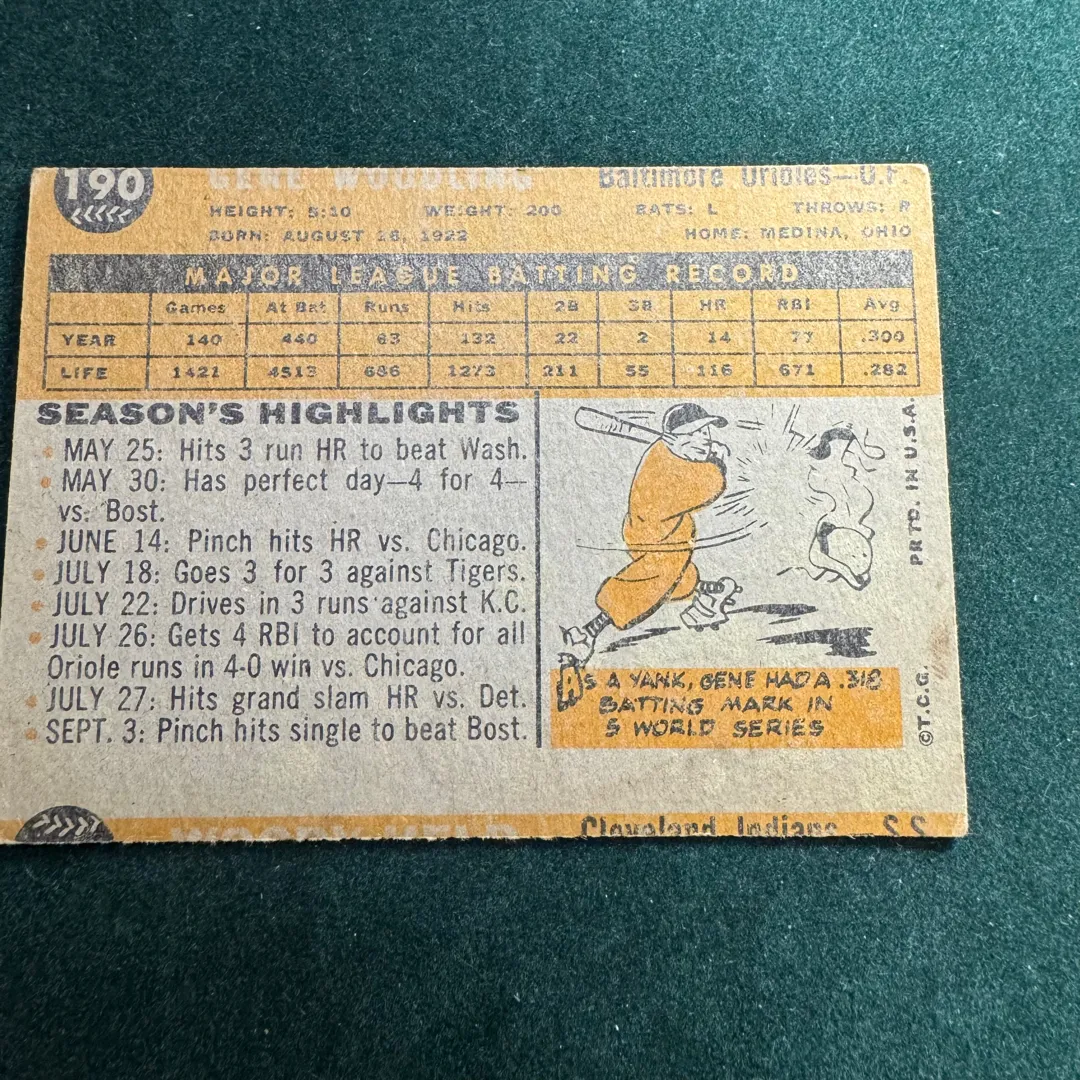 190 GENE WOODLING Baltimore Orioles—O.F.
HEIGHT: 5:10 WEIGHT: 200 BATS: L THROWS: R
BORN: AUGUST 16, 1922 HOME: MEDINA, OHIO
MAJOR LEAGUE BATTING RECORD
Games At Bat Runs Hits 2B 3B HR RBI Avg
YEAR 140 440 63 132 22 2 14 77 .300
LIFE 1421 4513 686 1273 211 55 116 671 .282
SEASON'S HIGHLIGHTS
• MAY 25: Hits 3 run HR to beat Wash.
• MAY 30: Has perfect day—4 for 4—
vs. Bost.
• JUNE 14: Pinch hits HR vs. Chicago.
• JULY 18: Goes 3 for 3 against Tigers.
• JULY 22: Drives in 3 runs against K.C.
• JULY 26: Gets 4 RBI to account for all
Oriole runs in 4-0 win vs. Chicago.
• JULY 27: Hits grand slam HR vs. Det.
• SEPT. 3: Pinch hits single to beat Bost.
AS A YANK, GENE HAD A .318
BATTING MARK IN
5 WORLD SERIES
©T.C.G. PRTD. IN U.S.A.
Cleveland Indians — S.S.